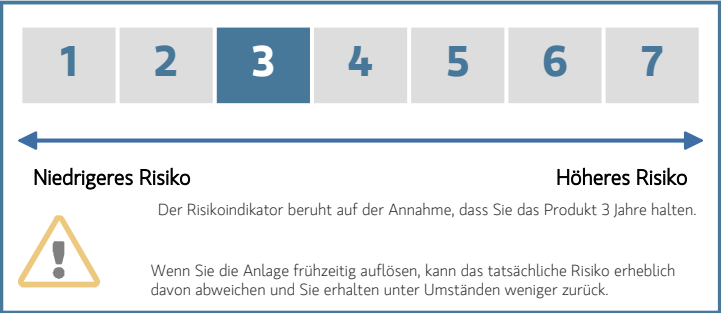 1 2 3 4 5 6 7
Niedrigeres Risiko Höheres Risiko
Der Risikoindikator beruht auf der Annahme, dass Sie das Produkt 3 Jahre halten.
!
Wenn Sie die Anlage frühzeitig auflösen, kann das tatsächliche Risiko erheblich
davon abweichen und Sie erhalten unter Umständen weniger zurück.